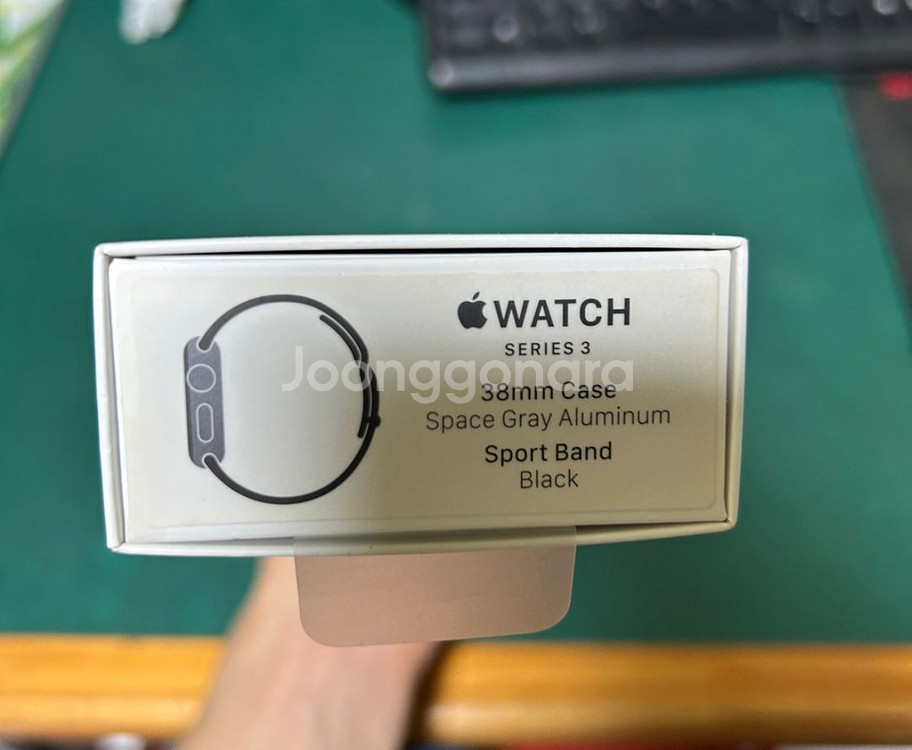 WATCH
SERIES 3
Joonggonara
38mm Case
Space Gray Aluminum
Sport Band
Black